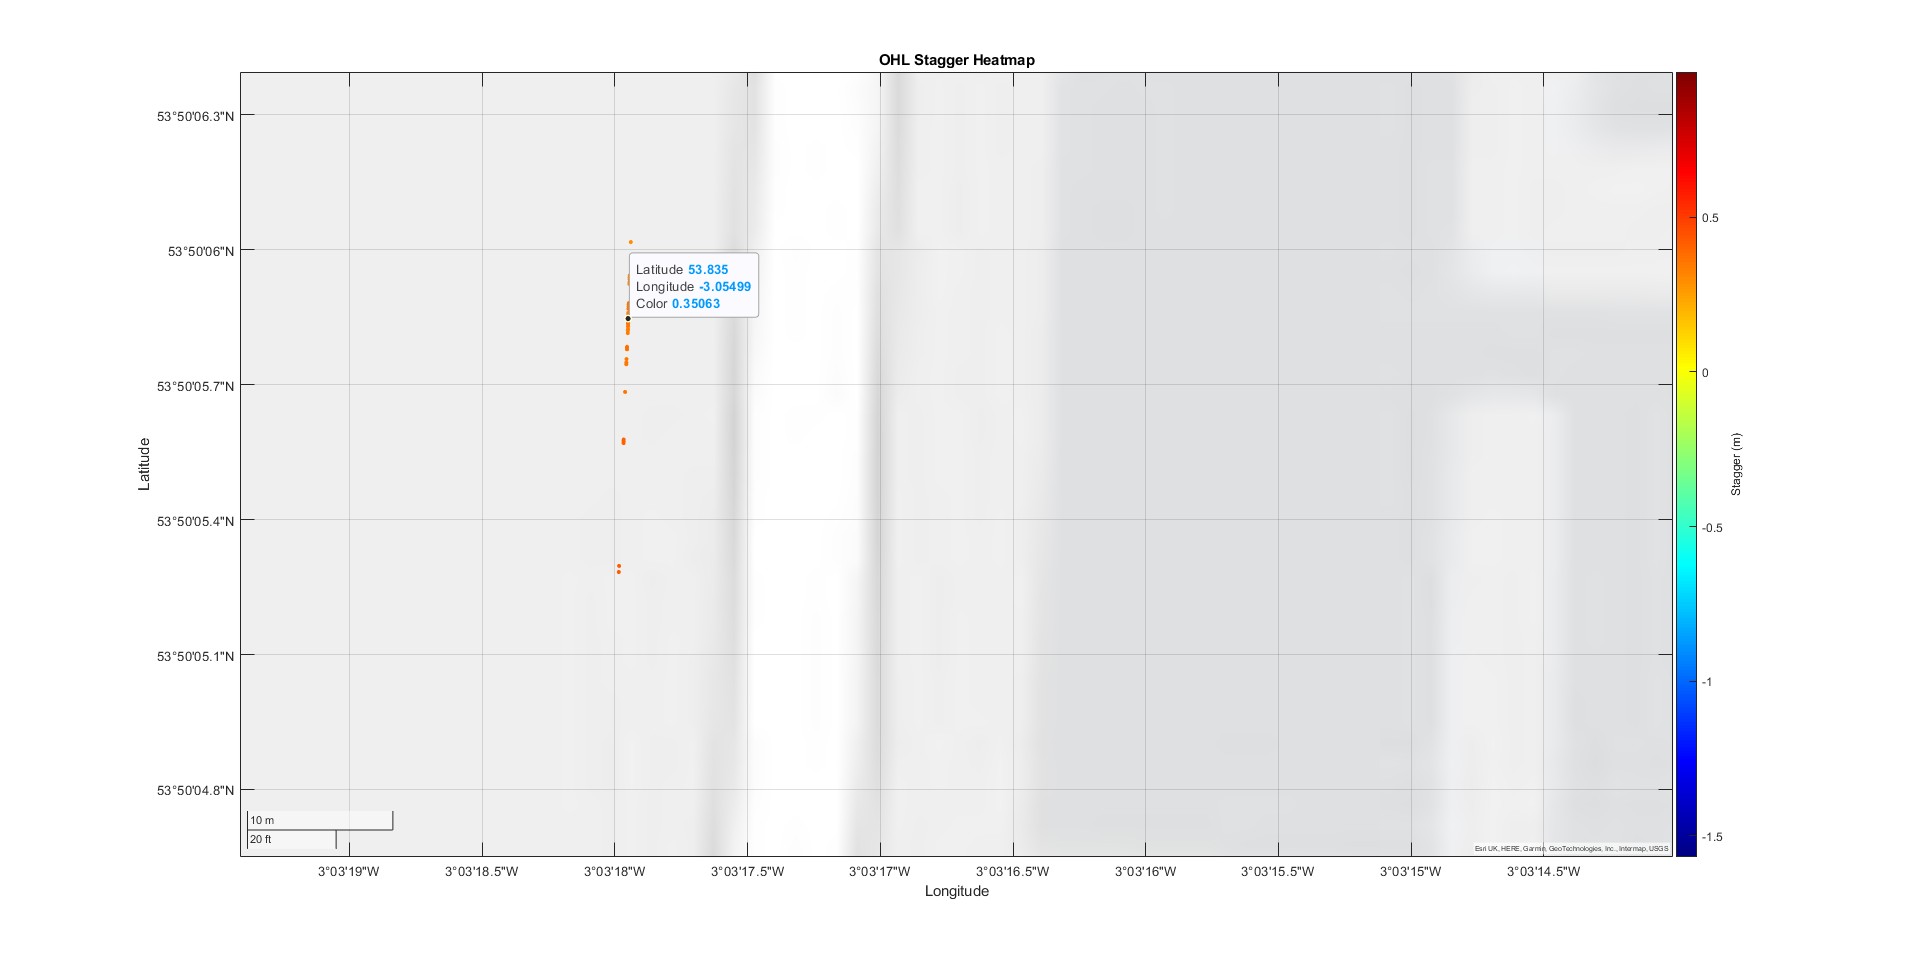 OHL Stagger Heatmap
53°50'06.3"N
53°50'06"N
53°50'05.7"N
53°50'05.4"N
53°50'05.1"N
53°50'04.8"N
Latitude
Latitude 53.835
Longitude -3.05499
Color 0.35063
10 m
20 ft
Esri UK, HERE, Garmin, GeoTechnologies, Inc., Intermap, USGS
3°03'19"W
3°03'18.5"W
3°03'18"W
3°03'17.5"W
3°03'17"W
3°03'16.5"W
3°03'16"W
3°03'15.5"W
3°03'15"W
3°03'14.5"W
Longitude
0.5
0
-0.5
-1
-1.5
Stagger (m)